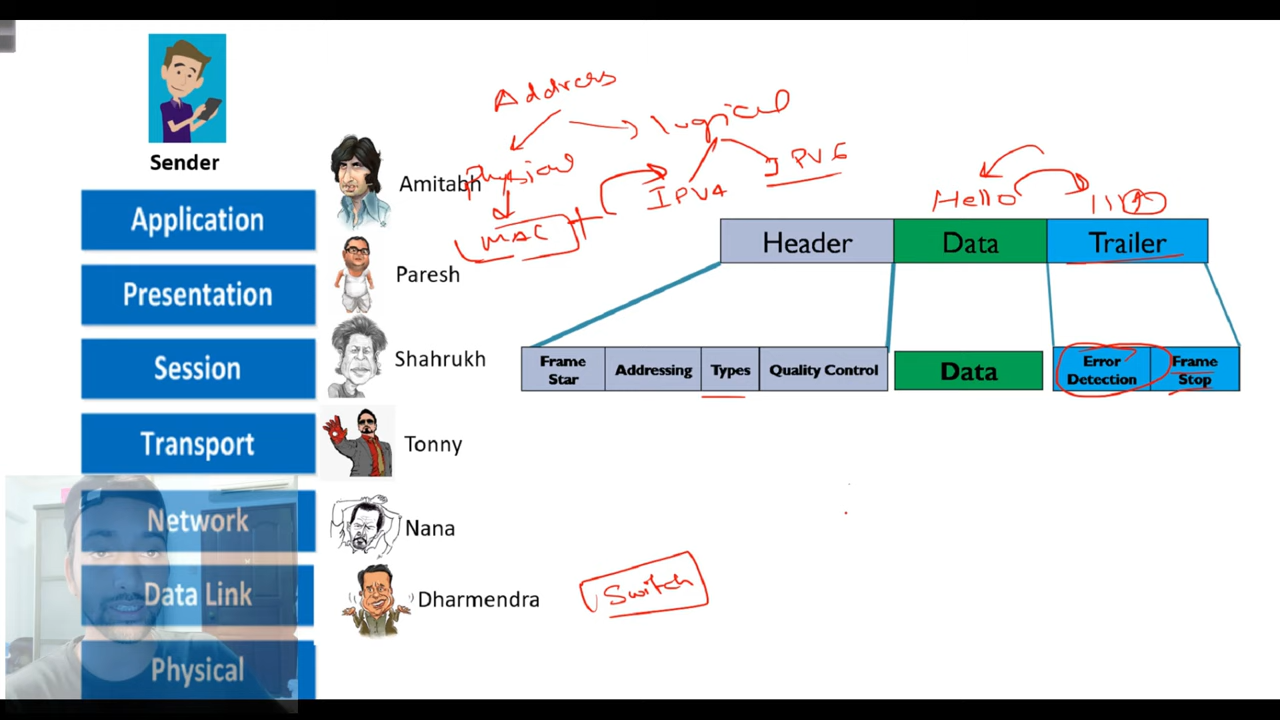 Sender
Application
Presentation
Session
Transport
Network
Data Link
Physical
Amitabh
Paresh
Shahrukh
Tonny
Nana
Dharmendra
Address
Physical
logical
MAC
IPV4
IPV6
Hello
Header
Data
Trailer
Frame
Star
Addressing
Types
Quality Control
Data
Error
Detection
Frame
Stop
Switch